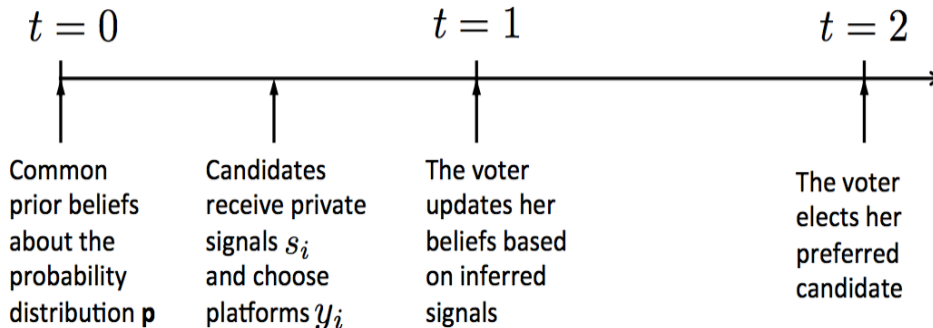 t = 0
t = 1
t = 2
Common
prior beliefs
about the
probability
distribution p
Candidates
receive private
signals s_i
and choose
platforms y_i
The voter
updates her
beliefs based
on inferred
signals
The voter
elects her
preferred
candidate